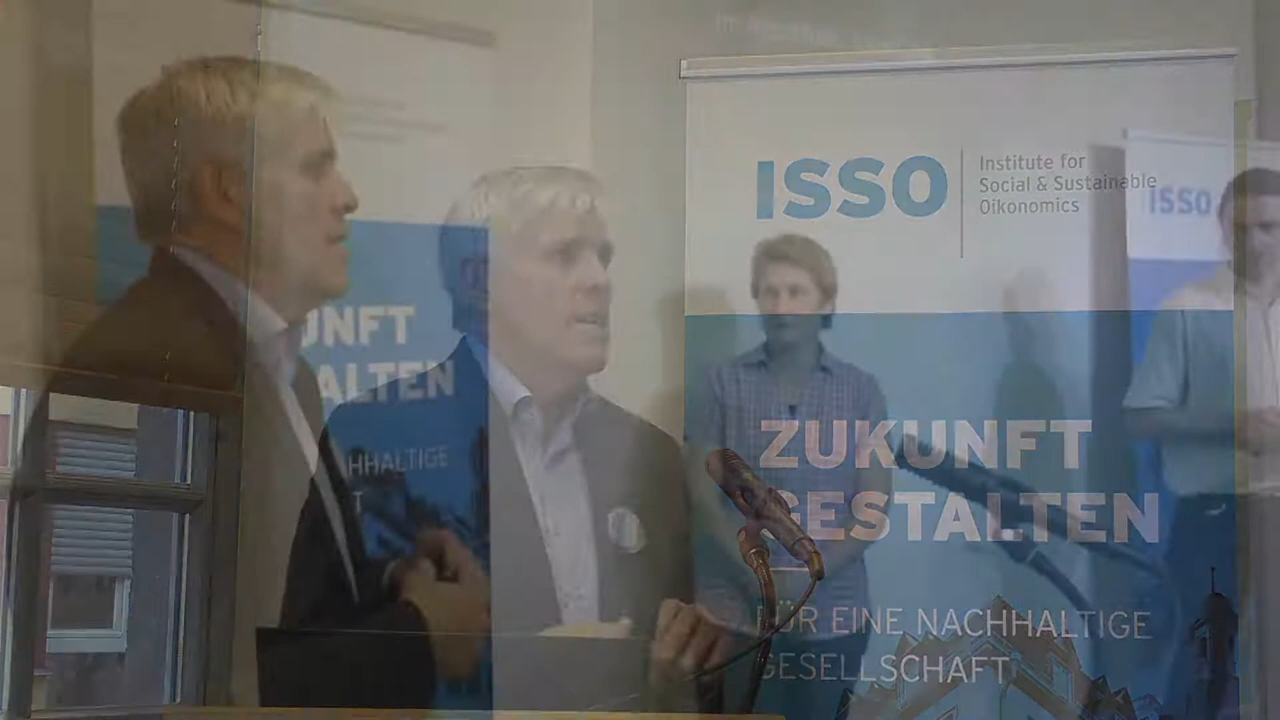 ISSO
Institute for
Social & Sustainable
Oikonomics
ISSO
ZUKUNFT
GESTALTEN
FÜR EINE NACHHALTIGE
GESELLSCHAFT
UNFT
ALTEN
HHALTIGE
T